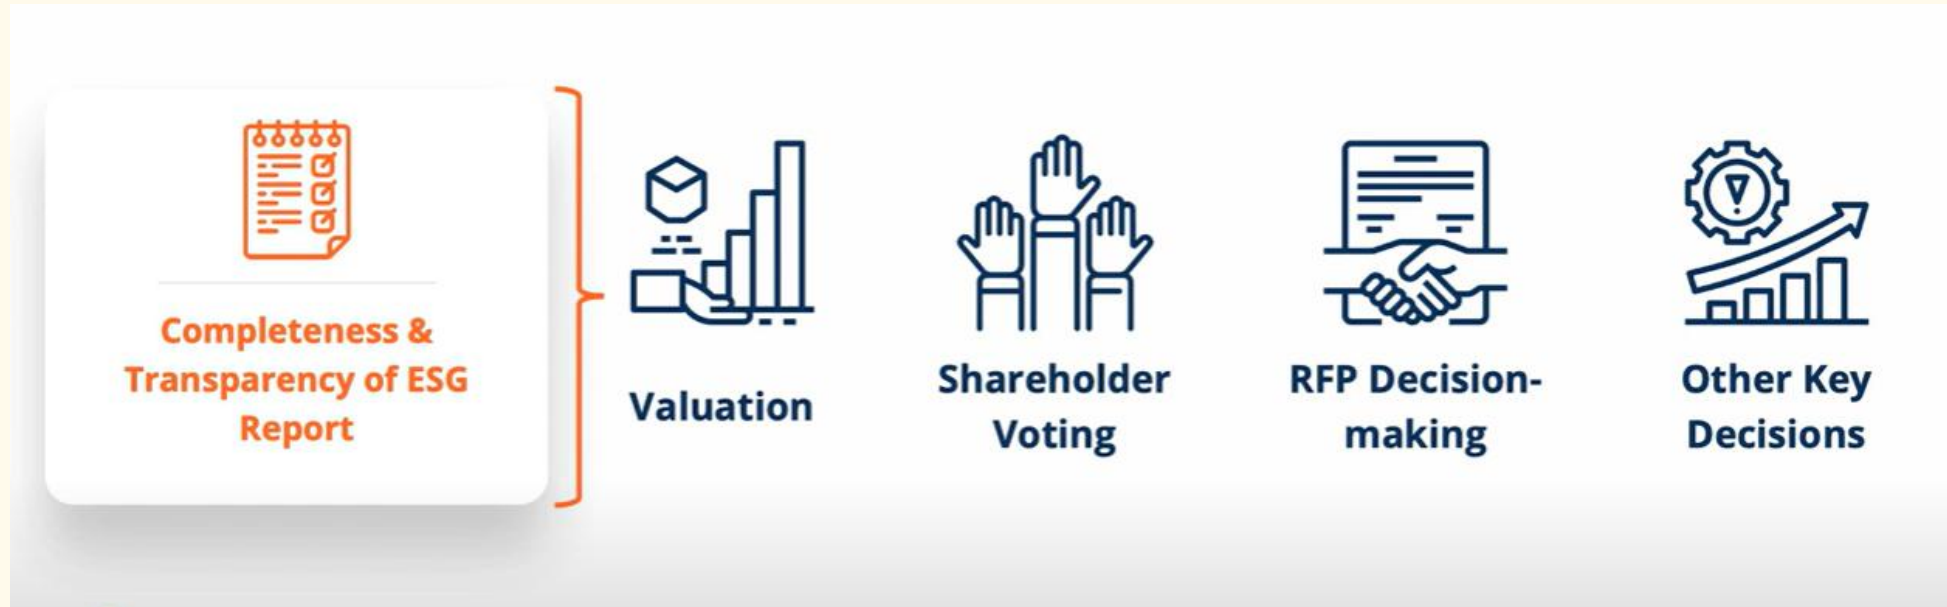 Completeness &
Transparency of ESG
Report
Valuation
Shareholder
Voting
RFP Decision-
making
Other Key
Decisions